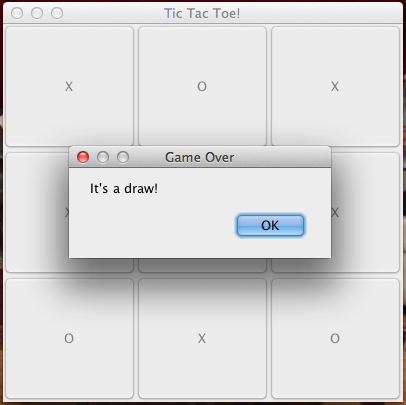 Tic Tac Toe!
X O X
Game Over
It's a draw!
X X
OK
O X O